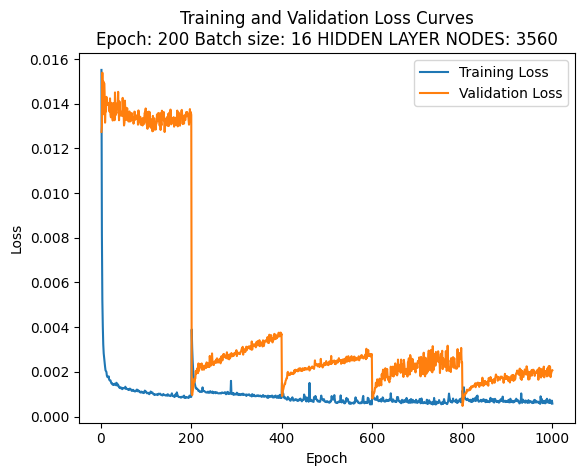 Training and Validation Loss Curves
Epoch: 200 Batch size: 16 HIDDEN LAYER NODES: 3560
Training Loss
Validation Loss
0.016
0.014
0.012
0.010
0.008
0.006
0.004
0.002
0.000
Loss
0
200
400
600
800
1000
Epoch